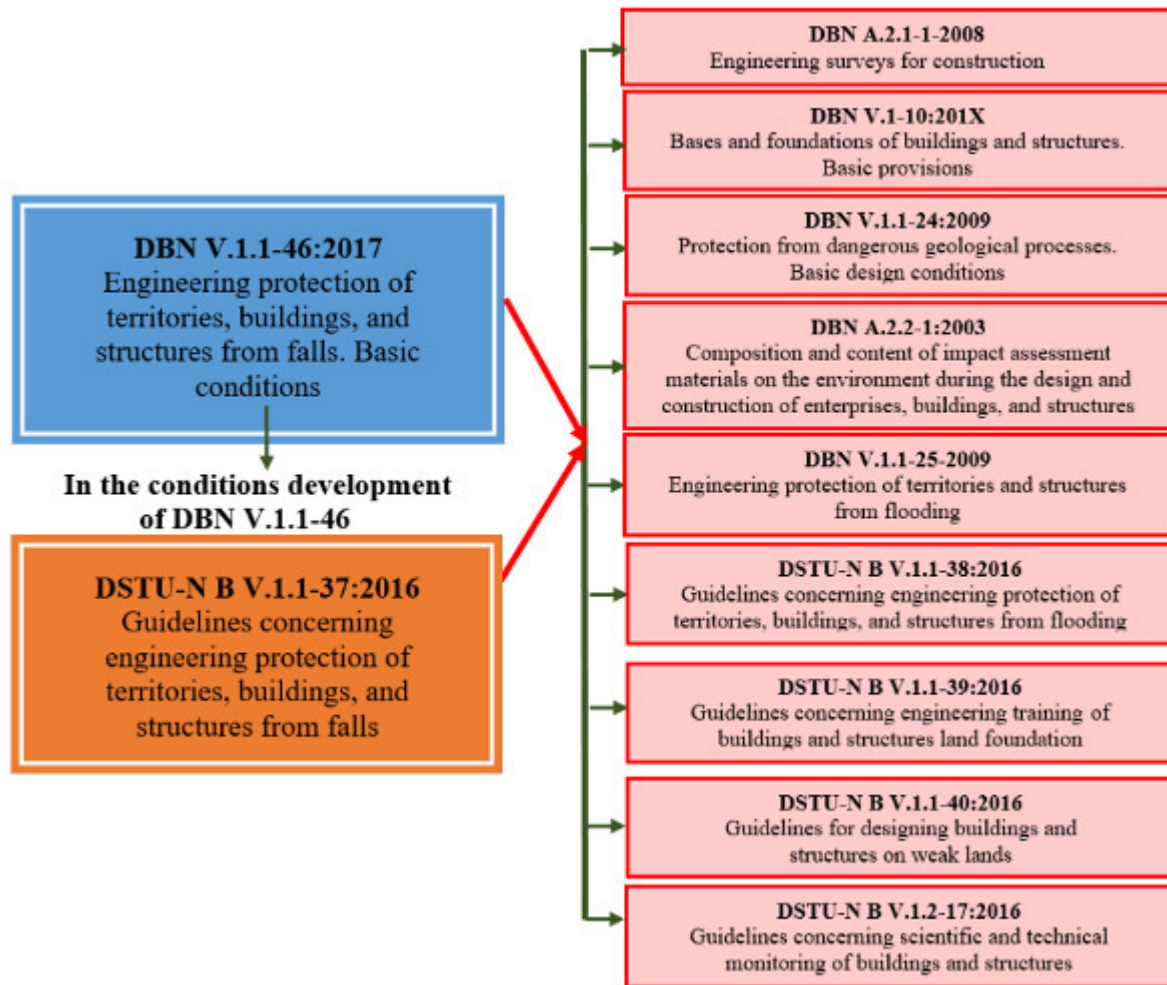 DBN V.1.1-46:2017
Engineering protection of
territories, buildings, and
structures from falls. Basic
conditions
In the conditions development
of DBN V.1.1-46
DSTU-N B V.1.1-37:2016
Guidelines concerning
engineering protection of
territories, buildings, and
structures from falls
DBN A.2.1-1-2008
Engineering surveys for construction
DBN V.1-10:201X
Bases and foundations of buildings and structures.
Basic provisions
DBN V.1.1-24:2009
Protection from dangerous geological processes.
Basic design conditions
DBN A.2.2-1:2003
Composition and content of impact assessment
materials on the environment during the design and
construction of enterprises, buildings, and structures
DBN V.1.1-25-2009
Engineering protection of territories and structures
from flooding
DSTU-N B V.1.1-38:2016
Guidelines concerning engineering protection of
territories, buildings, and structures from flooding
DSTU-N B V.1.1-39:2016
Guidelines concerning engineering training of
buildings and structures land foundation
DSTU-N B V.1.1-40:2016
Guidelines for designing buildings and
structures on weak lands
DSTU-N B V.1.2-17:2016
Guidelines concerning scientific and technical
monitoring of buildings and structures